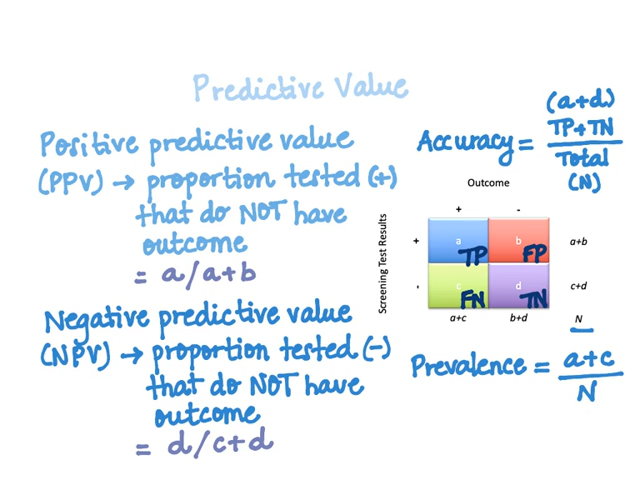 Predictive Value
Positive predictive value
(PPV) → proportion tested (+)
that do NOT have
outcome
= a/a+b
Negative predictive value
(NPV) → proportion tested (-)
that do NOT have
outcome
= d/c+d
(a+d)
Accuracy = TP+TN
Total
(N)
Outcome
+ -
Screening Test Results
+ a TP b FP a+b
- c FN d TN c+d
a+c b+d N
Prevalence = a+c
N